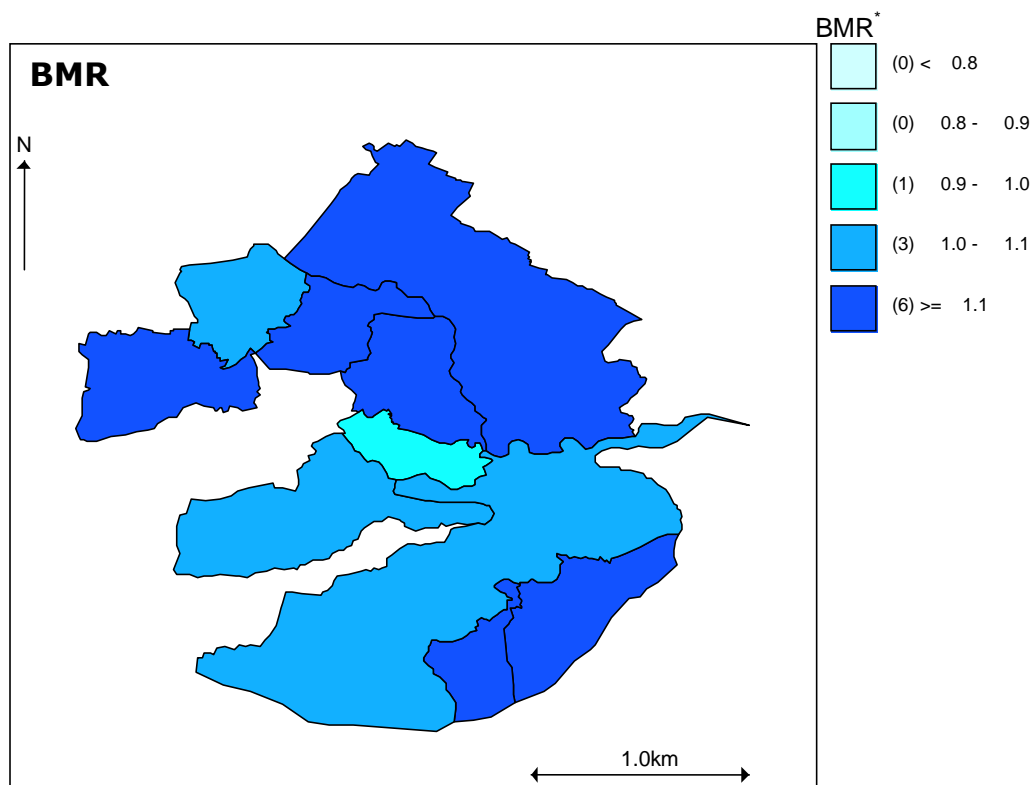 BMR*
BMR
N
(0) < 0.8
(0) 0.8 - 0.9
(1) 0.9 - 1.0
(3) 1.0 - 1.1
(6) >= 1.1
1.0km